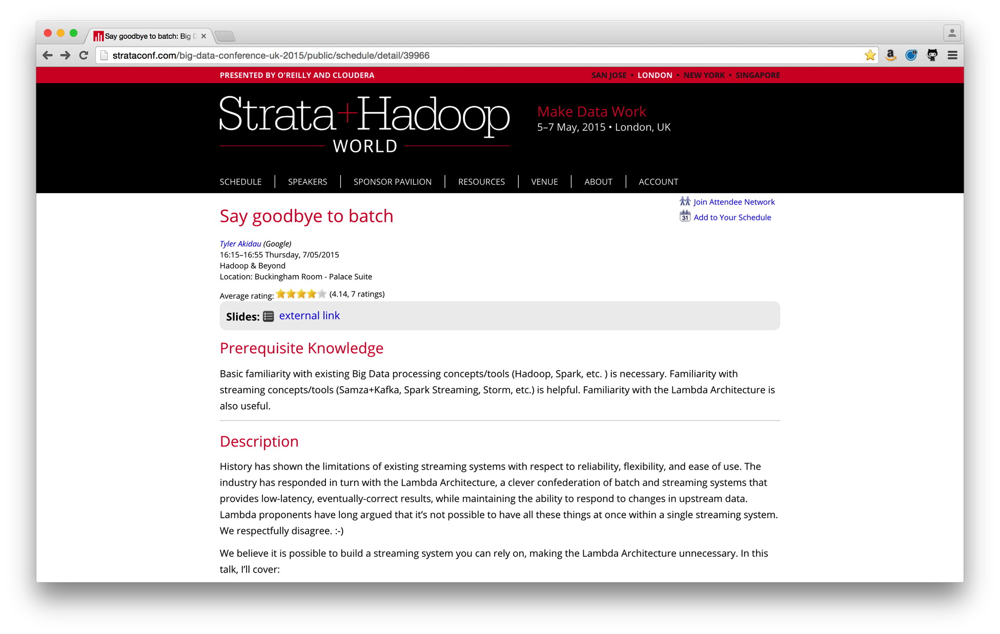 Say goodbye to batch: Big D
strataconf.com/big-data-conference-uk-2015/public/schedule/detail/39966
PRESENTED BY O'REILLY AND CLOUDERA
SAN JOSE • LONDON • NEW YORK • SINGAPORE
Strata+Hadoop
WORLD
Make Data Work
5–7 May, 2015 • London, UK
SCHEDULE
SPEAKERS
SPONSOR PAVILION
RESOURCES
VENUE
ABOUT
ACCOUNT
Join Attendee Network
31 Add to Your Schedule
Say goodbye to batch
Tyler Akidau (Google)
16:15–16:55 Thursday, 7/05/2015
Hadoop & Beyond
Location: Buckingham Room - Palace Suite
Average rating: (4.14, 7 ratings)
Slides: external link
Prerequisite Knowledge
Basic familiarity with existing Big Data processing concepts/tools (Hadoop, Spark, etc. ) is necessary. Familiarity with
streaming concepts/tools (Samza+Kafka, Spark Streaming, Storm, etc.) is helpful. Familiarity with the Lambda Architecture is
also useful.
Description
History has shown the limitations of existing streaming systems with respect to reliability, flexibility, and ease of use. The
industry has responded in turn with the Lambda Architecture, a clever confederation of batch and streaming systems that
provides low-latency, eventually-correct results, while maintaining the ability to respond to changes in upstream data.
Lambda proponents have long argued that it’s not possible to have all these things at once within a single streaming system.
We respectfully disagree. :-)
We believe it is possible to build a streaming system you can rely on, making the Lambda Architecture unnecessary. In this
talk, I’ll cover: